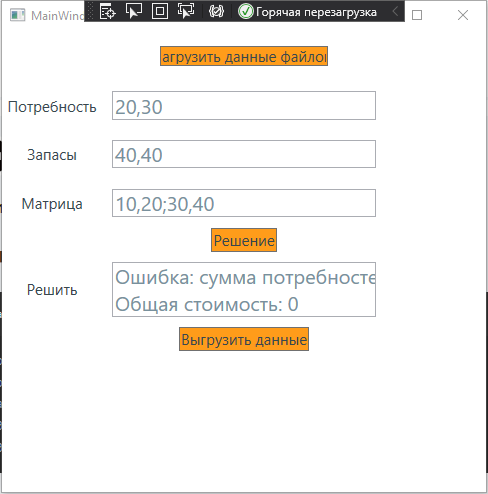 MainWind
Горячая перезагрузка
агрузить данные файлом
Потребность
20,30
Запасы
40,40
Матрица
10,20;30,40
Решение
Решить
Ошибка: сумма потребносте
Общая стоимость: 0
Выгрузить данные